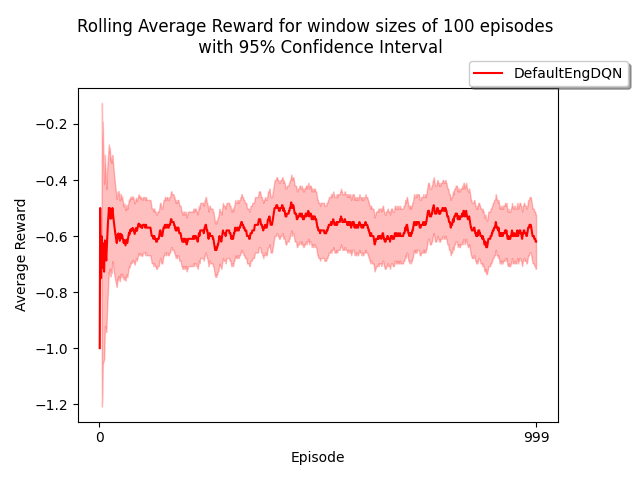 Rolling Average Reward for window sizes of 100 episodes
with 95% Confidence Interval
DefaultEngDQN
−0.2
−0.4
−0.6
−0.8
−1.0
−1.2
Average Reward
0
999
Episode